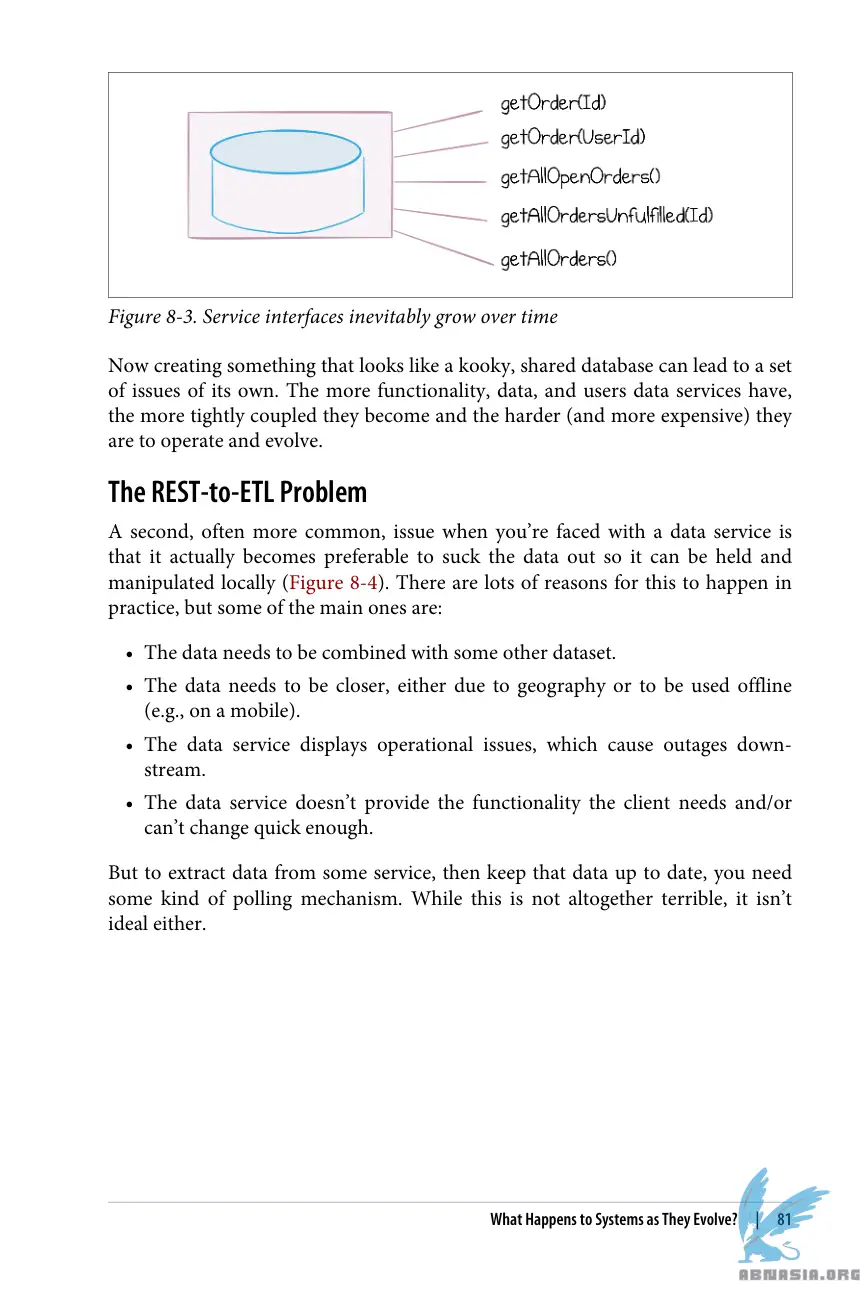 getOrder(Id)
getOrder(UserId)
getAllOpenOrders()
getAllOrdersUnfulfilled(Id)
getAllOrders()
Figure 8-3. Service interfaces inevitably grow over time
Now creating something that looks like a kooky, shared database can lead to a set
of issues of its own. The more functionality, data, and users data services have,
the more tightly coupled they become and the harder (and more expensive) they
are to operate and evolve.
The REST-to-ETL Problem
A second, often more common, issue when you’re faced with a data service is
that it actually becomes preferable to suck the data out so it can be held and
manipulated locally (Figure 8-4). There are lots of reasons for this to happen in
practice, but some of the main ones are:
• The data needs to be combined with some other dataset.
• The data needs to be closer, either due to geography or to be used offline
(e.g., on a mobile).
• The data service displays operational issues, which cause outages down-
stream.
• The data service doesn’t provide the functionality the client needs and/or
can’t change quick enough.
But to extract data from some service, then keep that data up to date, you need
some kind of polling mechanism. While this is not altogether terrible, it isn’t
ideal either.
What Happens to Systems as They Evolve? | 81
ABNASIA.ORG